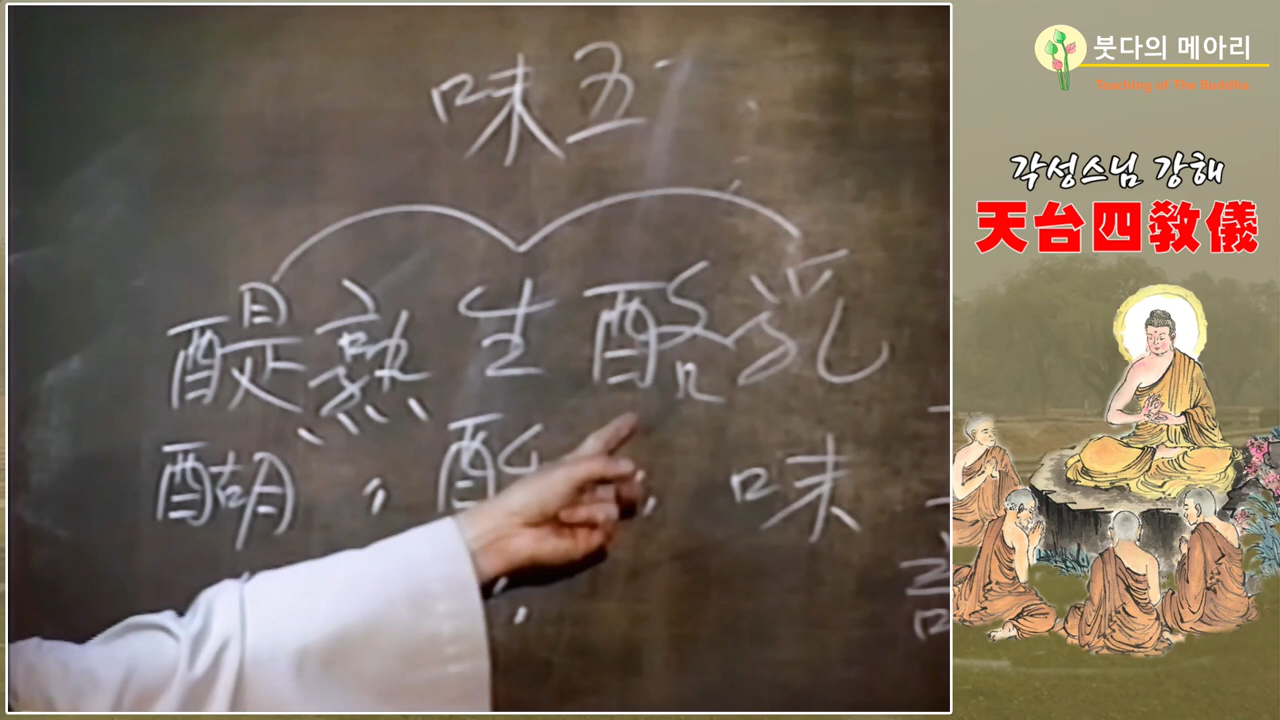 五味
乳味
酪〃
生
熟〃
醍醐
붓다의 메아리
Teaching of The Buddha
각성스님 강해
天台四敎儀